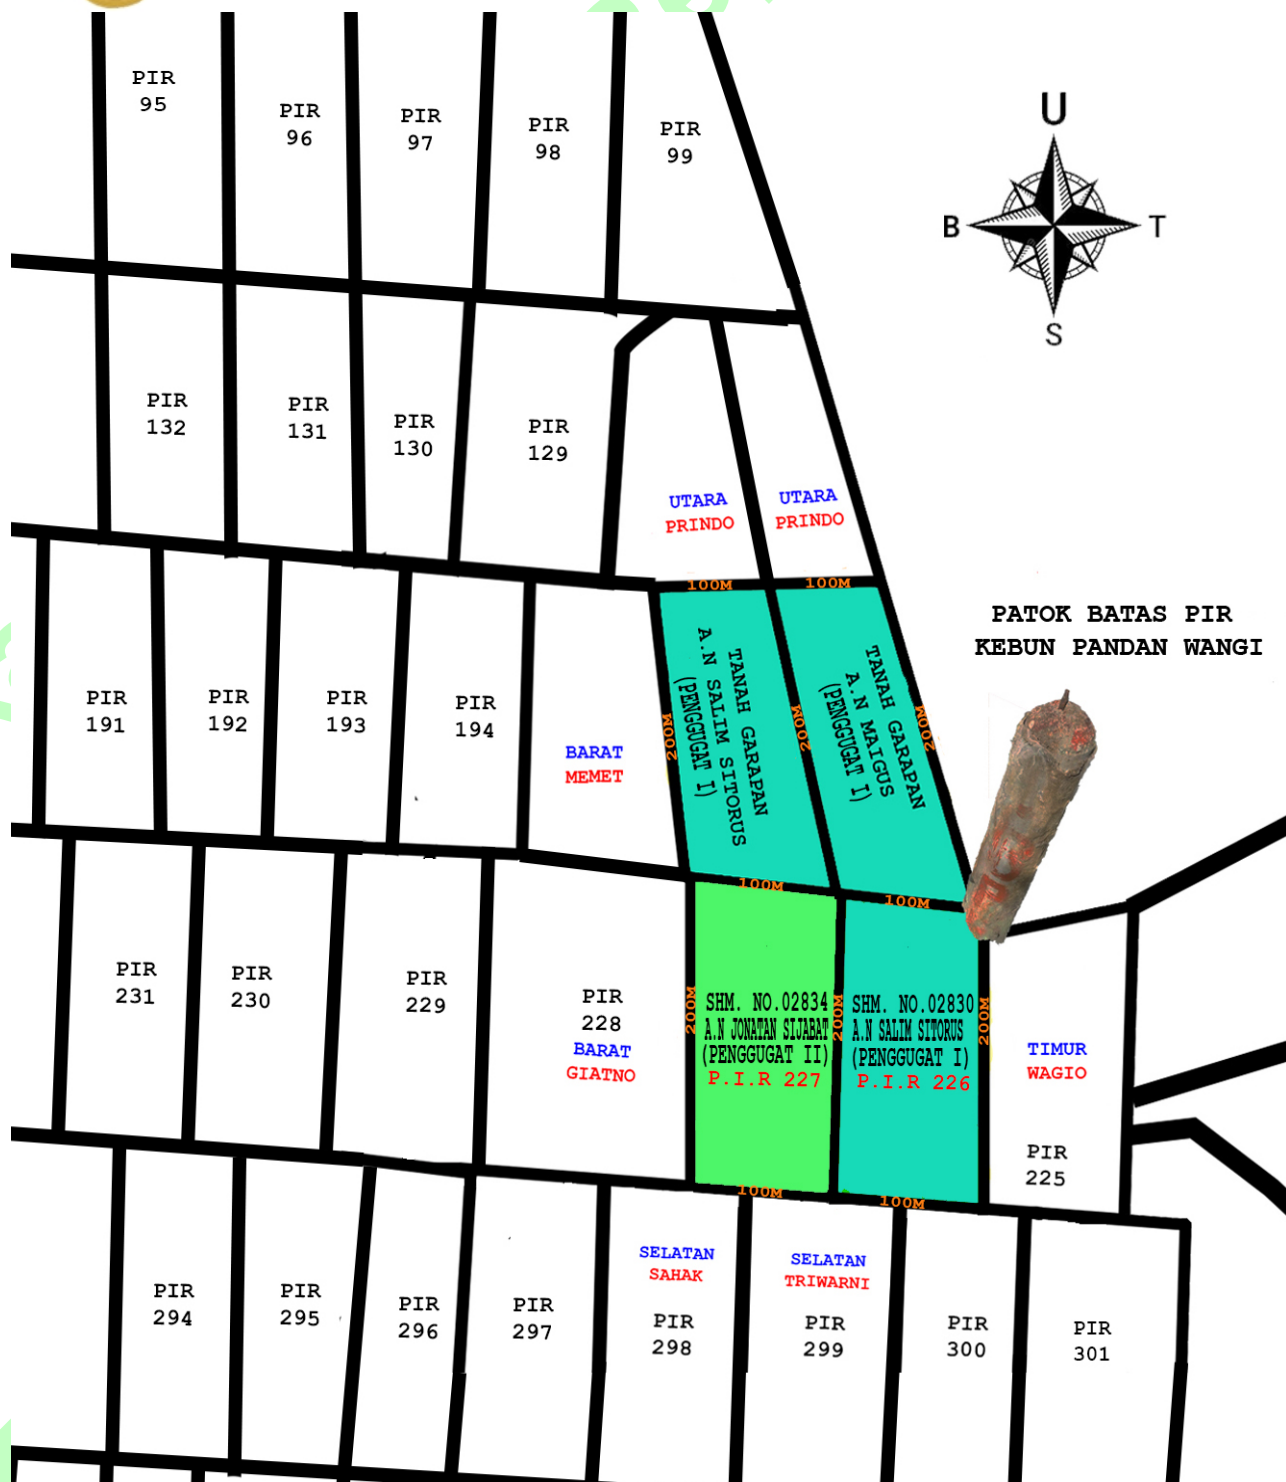 PIR
95
PIR
96
PIR
97
PIR
98
PIR
99
U
B
T
S
PIR
132
PIR
131
PIR
130
PIR
129
UTARA
PRINDO
UTARA
PRINDO
100M
100M
PATOK BATAS PIR
KEBUN PANDAN WANGI
PIR
191
PIR
192
PIR
193
PIR
194
BARAT
MEMET
200M
TANAH GARAPAN
A.N SALIM SITORUS
(PENGGUGAT I)
200M
TANAH GARAPAN
A.N MAIGUS
(PENGGUGAT I)
200M
100M
100M
PIR
231
PIR
230
PIR
229
PIR
228
BARAT
GIATNO
200M
SHM. NO.02834
A.N JONATAN SIJABAT
(PENGGUGAT II)
P.I.R 227
200M
SHM. NO.02830
A.N SALIM SITORUS
(PENGGUGAT I)
P.I.R 226
200M
TIMUR
WAGIO
PIR
225
100M
100M
PIR
294
PIR
295
PIR
296
PIR
297
SELATAN
SAHAK
PIR
298
SELATAN
TRIWARNI
PIR
299
PIR
300
PIR
301